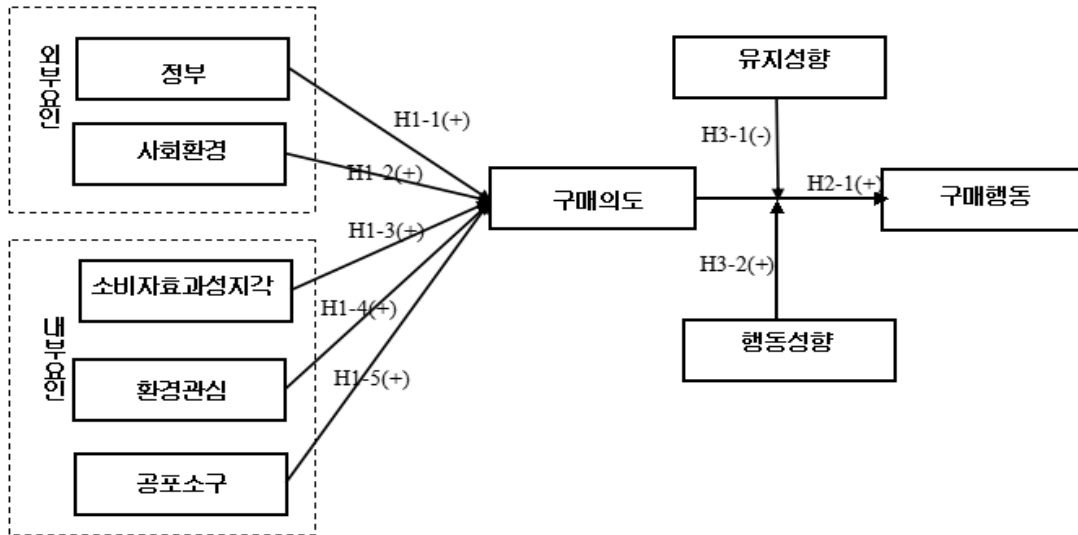 외부요인
정부
사회환경
H1-1(+)
H1-2(+)
내부요인
소비자효과성지각
환경관심
공포소구
H1-3(+)
H1-4(+)
H1-5(+)
구매의도
유지성향
H3-1(-)
H2-1(+)
구매행동
H3-2(+)
행동성향